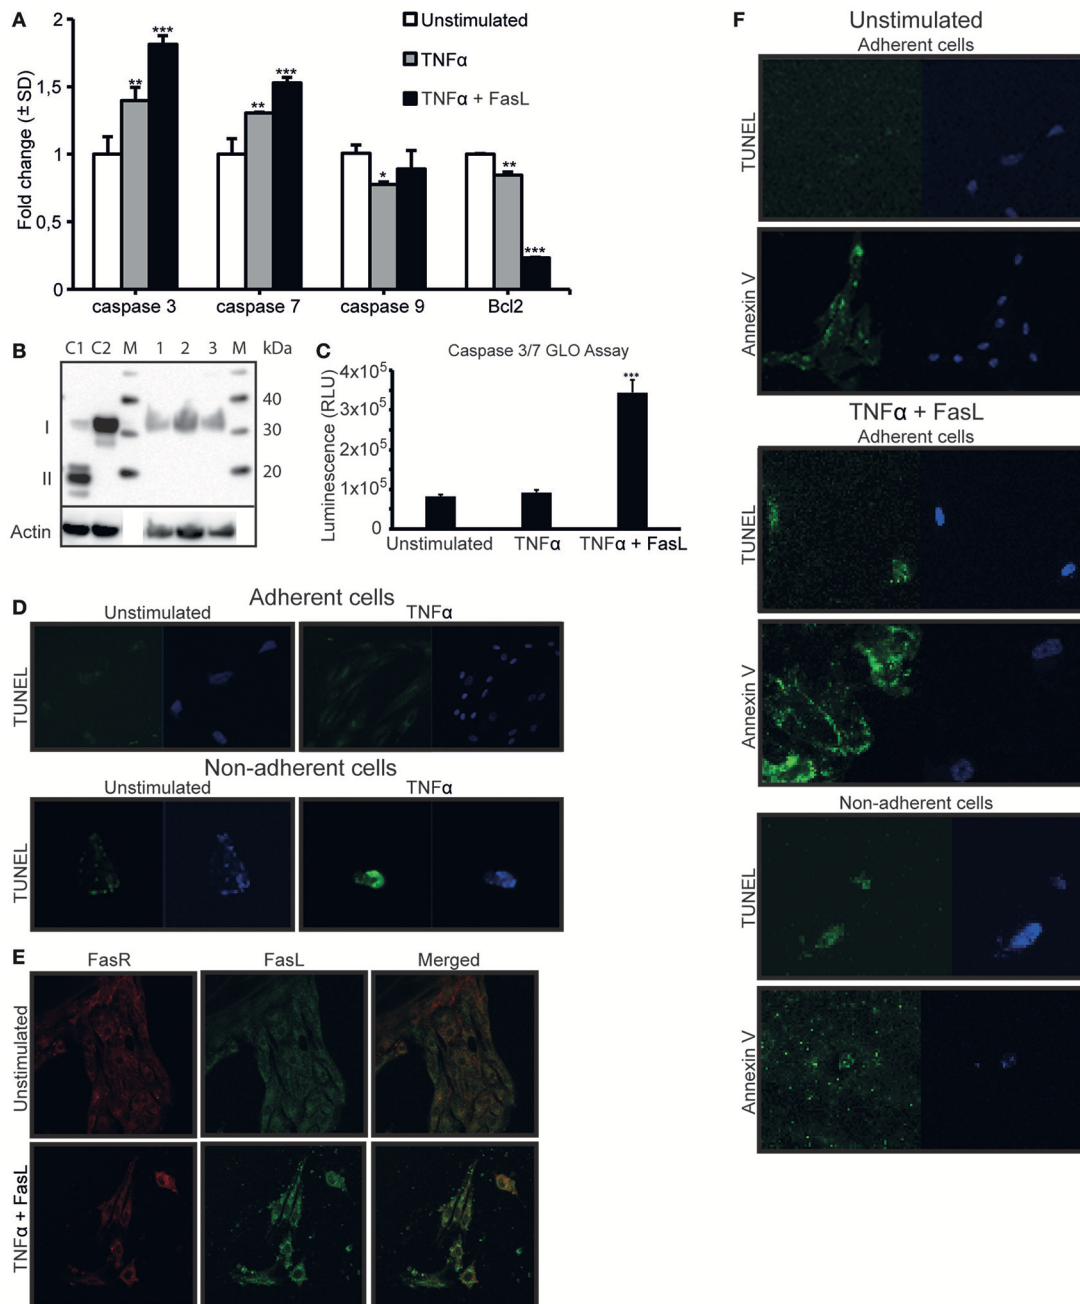 A
Fold change (± SD)
2
1,5
1
0,5
0
Unstimulated
TNFα
TNFα + FasL
** ***
** ***
*
** ***
caspase 3 caspase 7 caspase 9 Bcl2
B
C1 C2 M 1 2 3 M kDa
40
I 30
II 20
Actin
C
Caspase 3/7 GLO Assay
Luminescence (RLU)
4x10⁵
3x10⁵
2x10⁵
1x10⁵
0
***
Unstimulated TNFα TNFα + FasL
D
Adherent cells
Unstimulated TNFα
TUNEL
Non-adherent cells
Unstimulated TNFα
TUNEL
E
FasR FasL Merged
Unstimulated
TNFα + FasL
F
Unstimulated
Adherent cells
TUNEL
Annexin V
TNFα + FasL
Adherent cells
TUNEL
Annexin V
Non-adherent cells
TUNEL
Annexin V